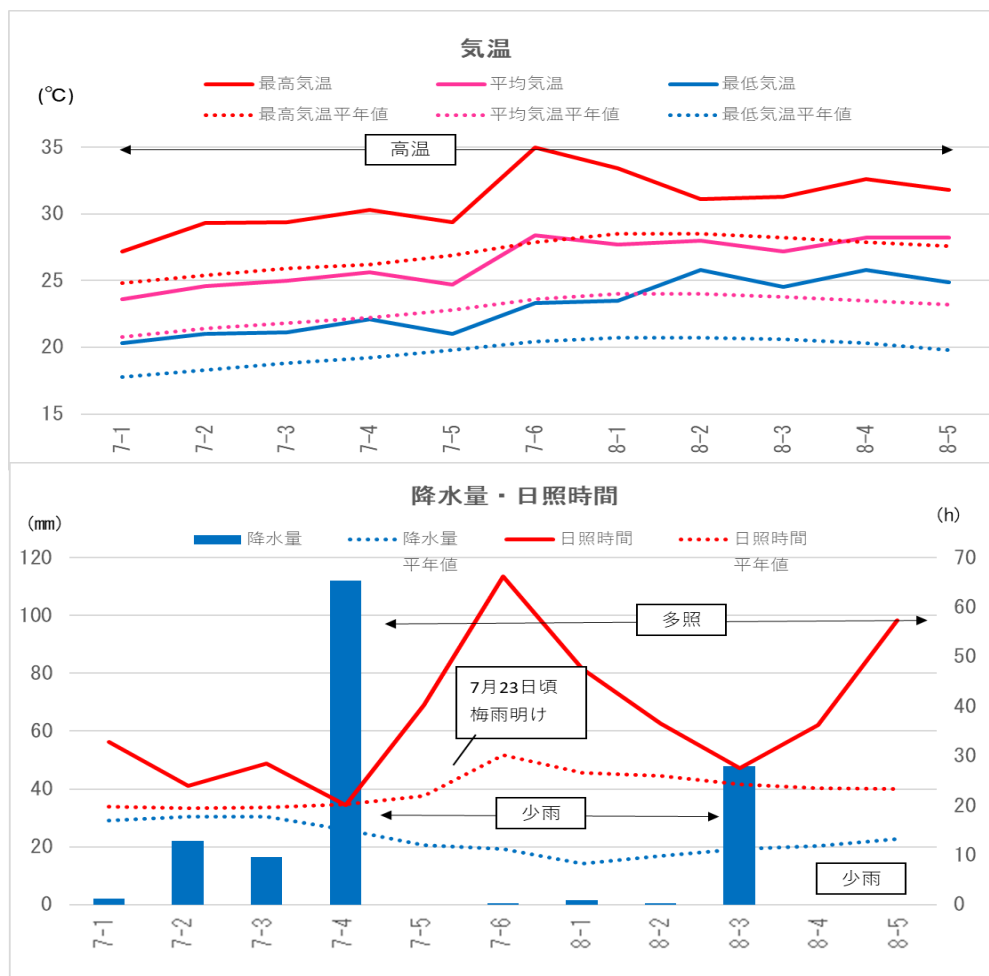 気温
最高気温 平均気温 最低気温
(℃)
最高気温平年値 平均気温平年値 最低気温平年値
35
高温
30
25
20
15
7-1 7-2 7-3 7-4 7-5 7-6 8-1 8-2 8-3 8-4 8-5
降水量・日照時間
(㎜) (h)
降水量 降水量 日照時間 日照時間
平年値 平年値
120 70
100 60
多照
50
80
7月23日頃
40
梅雨明け
60
30
40
20
少雨
20 10
少雨
0 0
7-1 7-2 7-3 7-4 7-5 7-6 8-1 8-2 8-3 8-4 8-5